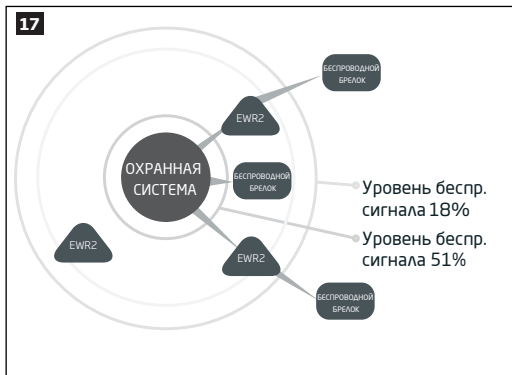 17
БЕСПРОВОДНОЙ
БРЕЛОК
EWR2
ОХРАННАЯ
СИСТЕМА
БЕСПРОВОДНОЙ
БРЕЛОК
Уровень беспр.
сигнала 18%
Уровень беспр.
сигнала 51%
EWR2
EWR2
БЕСПРОВОДНОЙ
БРЕЛОК